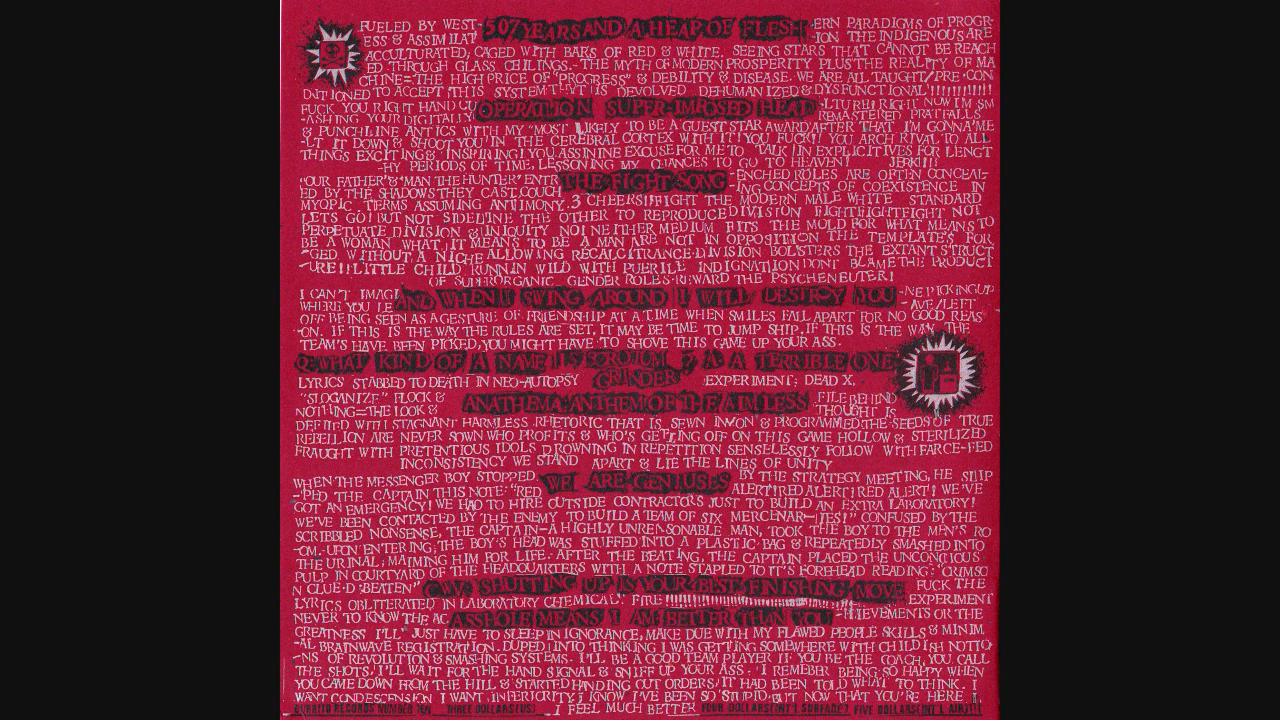 FUELED BY WEST- 507 YEARS AND A HEAP OF FLESH ERN PARADIGMS OF PROGR-
ESS & ASSIMILAT -ION THE INDIGENOUS ARE
ACCULTURATED; CAGED WITH BARS OF RED & WHITE. SEEING STARS THAT CANNOT BE REACH
ED THROUGH GLASS CEILINGS.-THE MYTH OF MODERN PROSPERITY PLUS THE REALITY OF MA
CHINE=THE HIGH PRICE OF "PROGRESS" & DEBILITY & DISEASE. WE ARE ALL TAUGHT/PRE-CON
DITIONED TO ACCEPT THIS SYSTEM THAT IS DEVOLVED DEHUMANIZED & DYSFUNCTIONAL!!!!!!!!!!
FUCK YOU RIGHT HAND CU OPERATION SUPER-IMPOSED HEAD -LTURE! RIGHT NOW I'M SM
-ASHING YOUR DIGITALLY REMASTERED PRATFALLS
& PUNCHLINE ANTICS WITH MY "MOST LIKELY TO BE A GUEST STAR AWARD" AFTER THAT I'M GONNA ME
-LT IT DOWN & SHOOT YOU IN THE CEREBRAL CORTEX WITH IT! YOU FUCK! YOU ARCH RIVAL TO ALL
THINGS EXCITING & INSPIRING! YOU ASSININE EXCUSE FOR ME TO TALK IN EXPLICITIVES FOR LENGT
-HY PERIODS OF TIME, LESSONING MY CHANCES TO GO TO HEAVEN! JERK!!!!
"OUR FATHER" & "MAN THE HUNTER" ENTR THE FIGHT SONG -ENCHED ROLES ARE OFTEN CONCEAL-
ED BY THE SHADOWS THEY CAST, COUCH -ING CONCEPTS OF COEXISTENCE IN
MYOPIC TERMS ASSUMING ANTIMONY. 3 CHEERS! FIGHT THE MODERN MALE WHITE STANDARD
LETS GO! BUT NOT SIDELINE THE OTHER TO REPRODUCE DIVISION FIGHTFIGHTFIGHT NOT
PERPETUATE DIVISION & INIQUITY NO! NEITHER MEDIUM FITS THE MOLD FOR WHAT MEANS TO
BE A WOMAN WHAT IT MEANS TO BE A MAN ARE NOT IN OPPOSITION THE TEMPLATES FOR
-GED WITHOUT A NICHE ALLOWING RECALCITRANCE DIVISION BOLSTERS THE EXTANT STRUCT
-URE!! LITTLE CHILD RUNNIN WILD WITH PUERILE INDIGNATION DONT BLAME THE PRODUCT
OF SUPERORGANIC GENDER ROLES-REWARD THE PSYCHENEUTER!
I CAN'T IMAGI AND WHEN I SWING AROUND I WILL DESTROY YOU -NE PICKING UP
WHERE YOU LE -AVE/LEFT
OFF BEING SEEN AS A GESTURE OF FRIENDSHIP AT A TIME WHEN SMILES FALL APART FOR NO GOOD REAS
-ON. IF THIS IS THE WAY THE RULES ARE SET, IT MAY BE TIME TO JUMP SHIP. IF THIS IS THE WAY THE
TEAM'S HAVE BEEN PICKED, YOU MIGHT HAVE TO SHOVE THIS GAME UP YOUR ASS.
Q-WHAT KIND OF A NAME IS SCROTUM GRINDER? A-A TERRIBLE ONE
LYRICS STABBED TO DEATH IN NEO-AUTOPSY EXPERIMENT; DEAD X,
"SLOGANIZE" FLOCK & ANATHEMA: ANTHEM OF THE AIMLESS FILE BEHIND
NOTHING=THE LOOK & THOUGHT IS
DEFINED WITH STAGNANT HARMLESS RHETORIC THAT IS SEWN IN/ON & PROGRAMMED. THE SEEDS OF TRUE
REBELLION ARE NEVER SOWN WHO PROFITS & WHO'S GETTING OFF ON THIS GAME HOLLOW & STERILIZED
FRAUGHT WITH PRETENTIOUS IDOLS DROWNING IN REPETITION SENSELESSLY FOLLOW WITH FARCE-FED
INCONSISTENCY WE STAND APART & LIE THE LINES OF UNITY
WHEN THE MESSENGER BOY STOPPED WE ARE GENIUSES BY THE STRATEGY MEETING, HE SLIP
-PED THE CAPTAIN THIS NOTE: "RED ALERT! RED ALERT! RED ALERT! WE'VE
GOT AN EMERGENCY! WE HAD TO HIRE OUTSIDE CONTRACTORS JUST TO BUILD AN EXTRA LABORATORY!
WE'VE BEEN CONTACTED BY THE ENEMY TO BUILD A TEAM OF SIX MERCENARIES!" CONFUSED BY THE
SCRIBBLED NONSENSE, THE CAPTAIN-A HIGHLY UNREASONABLE MAN, TOOK THE BOY TO THE MEN'S RO
-OM. UPON ENTERING, THE BOY'S HEAD WAS STUFFED INTO A PLASTIC BAG & REPEATEDLY SMASHED INTO
THE URINAL; MAIMING HIM FOR LIFE. AFTER THE BEATING, THE CAPTAIN PLACED THE UNCONCIOUS
PULP IN COURTYARD OF THE HEADQUARTERS WITH A NOTE STAPLED TO IT'S FOREHEAD READING: "CRIMSO
N CLUE-D-BEATEN" SHUTTING UP IS YOUR BEST FINISHING MOVE FUCK THE
LYRICS OBLITERATED IN LABORATORY CHEMICAL FIRE!!!!!!!!!!!!!!!!!!!!!!!!!!!!!!!!!! EXPERIMENT
NEVER TO KNOW THE AC ASSHOLE MEANS I AM BETTER THAN YOU -HIEVEMENTS OR THE
GREATNESS I'LL JUST HAVE TO SLEEP IN IGNORANCE, MAKE DUE WITH MY FLAWED PEOPLE SKILLS & MINIM
-AL BRAINWAVE REGISTRATION. DUPED INTO THINKING I WAS GETTING SOMEWHERE WITH CHILDISH NOTIO
-NS OF REVOLUTION & SMASHING SYSTEMS. I'LL BE A GOOD TEAM PLAYER IF YOU BE THE COACH, YOU CALL
THE SHOTS, I'LL WAIT FOR THE HAND SIGNAL & SNIFF UP YOUR ASS. I REMEBER BEING SO HAPPY WHEN
YOU CAME DOWN FROM THE HILL & STARTED HANDING OUT ORDERS, IT HAD BEEN TOLD WHAT TO THINK. I
WANT CONDESCENSION I WANT INFERIORITY. I KNOW I'VE BEEN SO STUPID, BUT NOW THAT YOU'RE HERE I
BURRITO RECORDS NUMBER TEN THREE DOLLARS(US) I FEEL MUCH BETTER FOUR DOLLARS(INT'L SURFACE) FIVE DOLLARS(INT'L AIR)